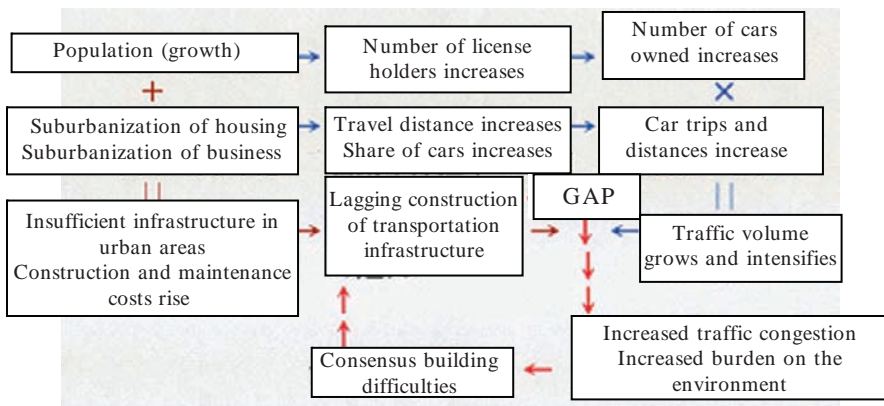 Population (growth)
Number of license
holders increases
Number of cars
owned increases
+
×
Suburbanization of housing
Suburbanization of business
Travel distance increases
Share of cars increases
Car trips and
distances increase
Insufficient infrastructure in
urban areas
Construction and maintenance
costs rise
Lagging construction
of transportation
infrastructure
GAP
Traffic volume
grows and intensifies
Increased traffic congestion
Increased burden on the
environment
Consensus building
difficulties